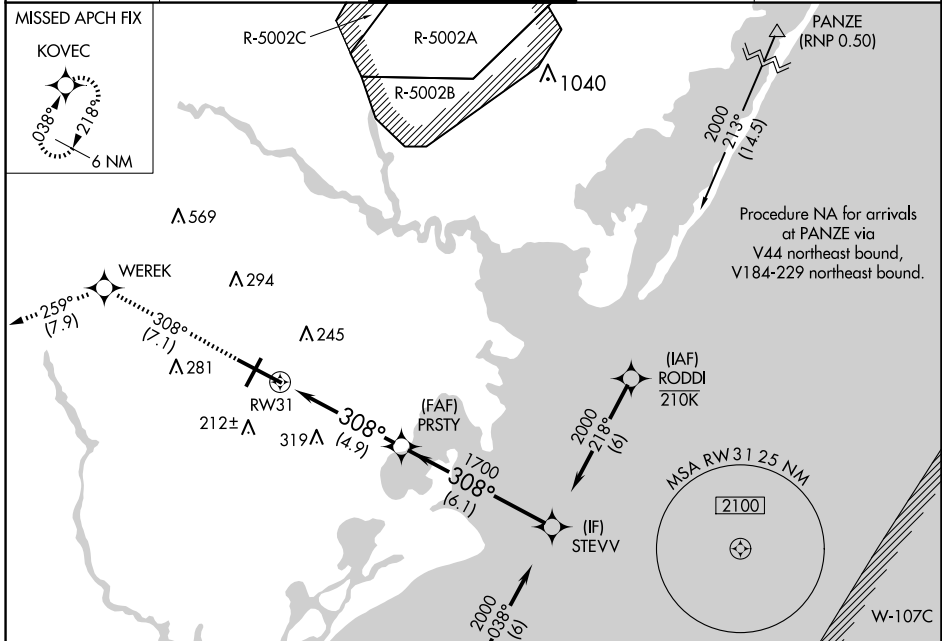 MISSED APCH FIX
KOVEC
038°
218°
6 NM
R-5002C
R-5002A
R-5002B
1040
PANZE
(RNP 0.50)
2000
213°
(14.5)
Procedure NA for arrivals
at PANZE via
V44 northeast bound,
V184-229 northeast bound.
569
WEREK
294
259°
(7.9)
308°
(7.1)
245
281
RW31
212±
319
308°
(4.9)
(FAF)
PRSTY
1700
308°
(6.1)
(IAF)
RODDI
210K
2000
218°
(6)
(IF)
STEVV
MSA RW31 25 NM
2100
2000
038°
(6)
W-107C